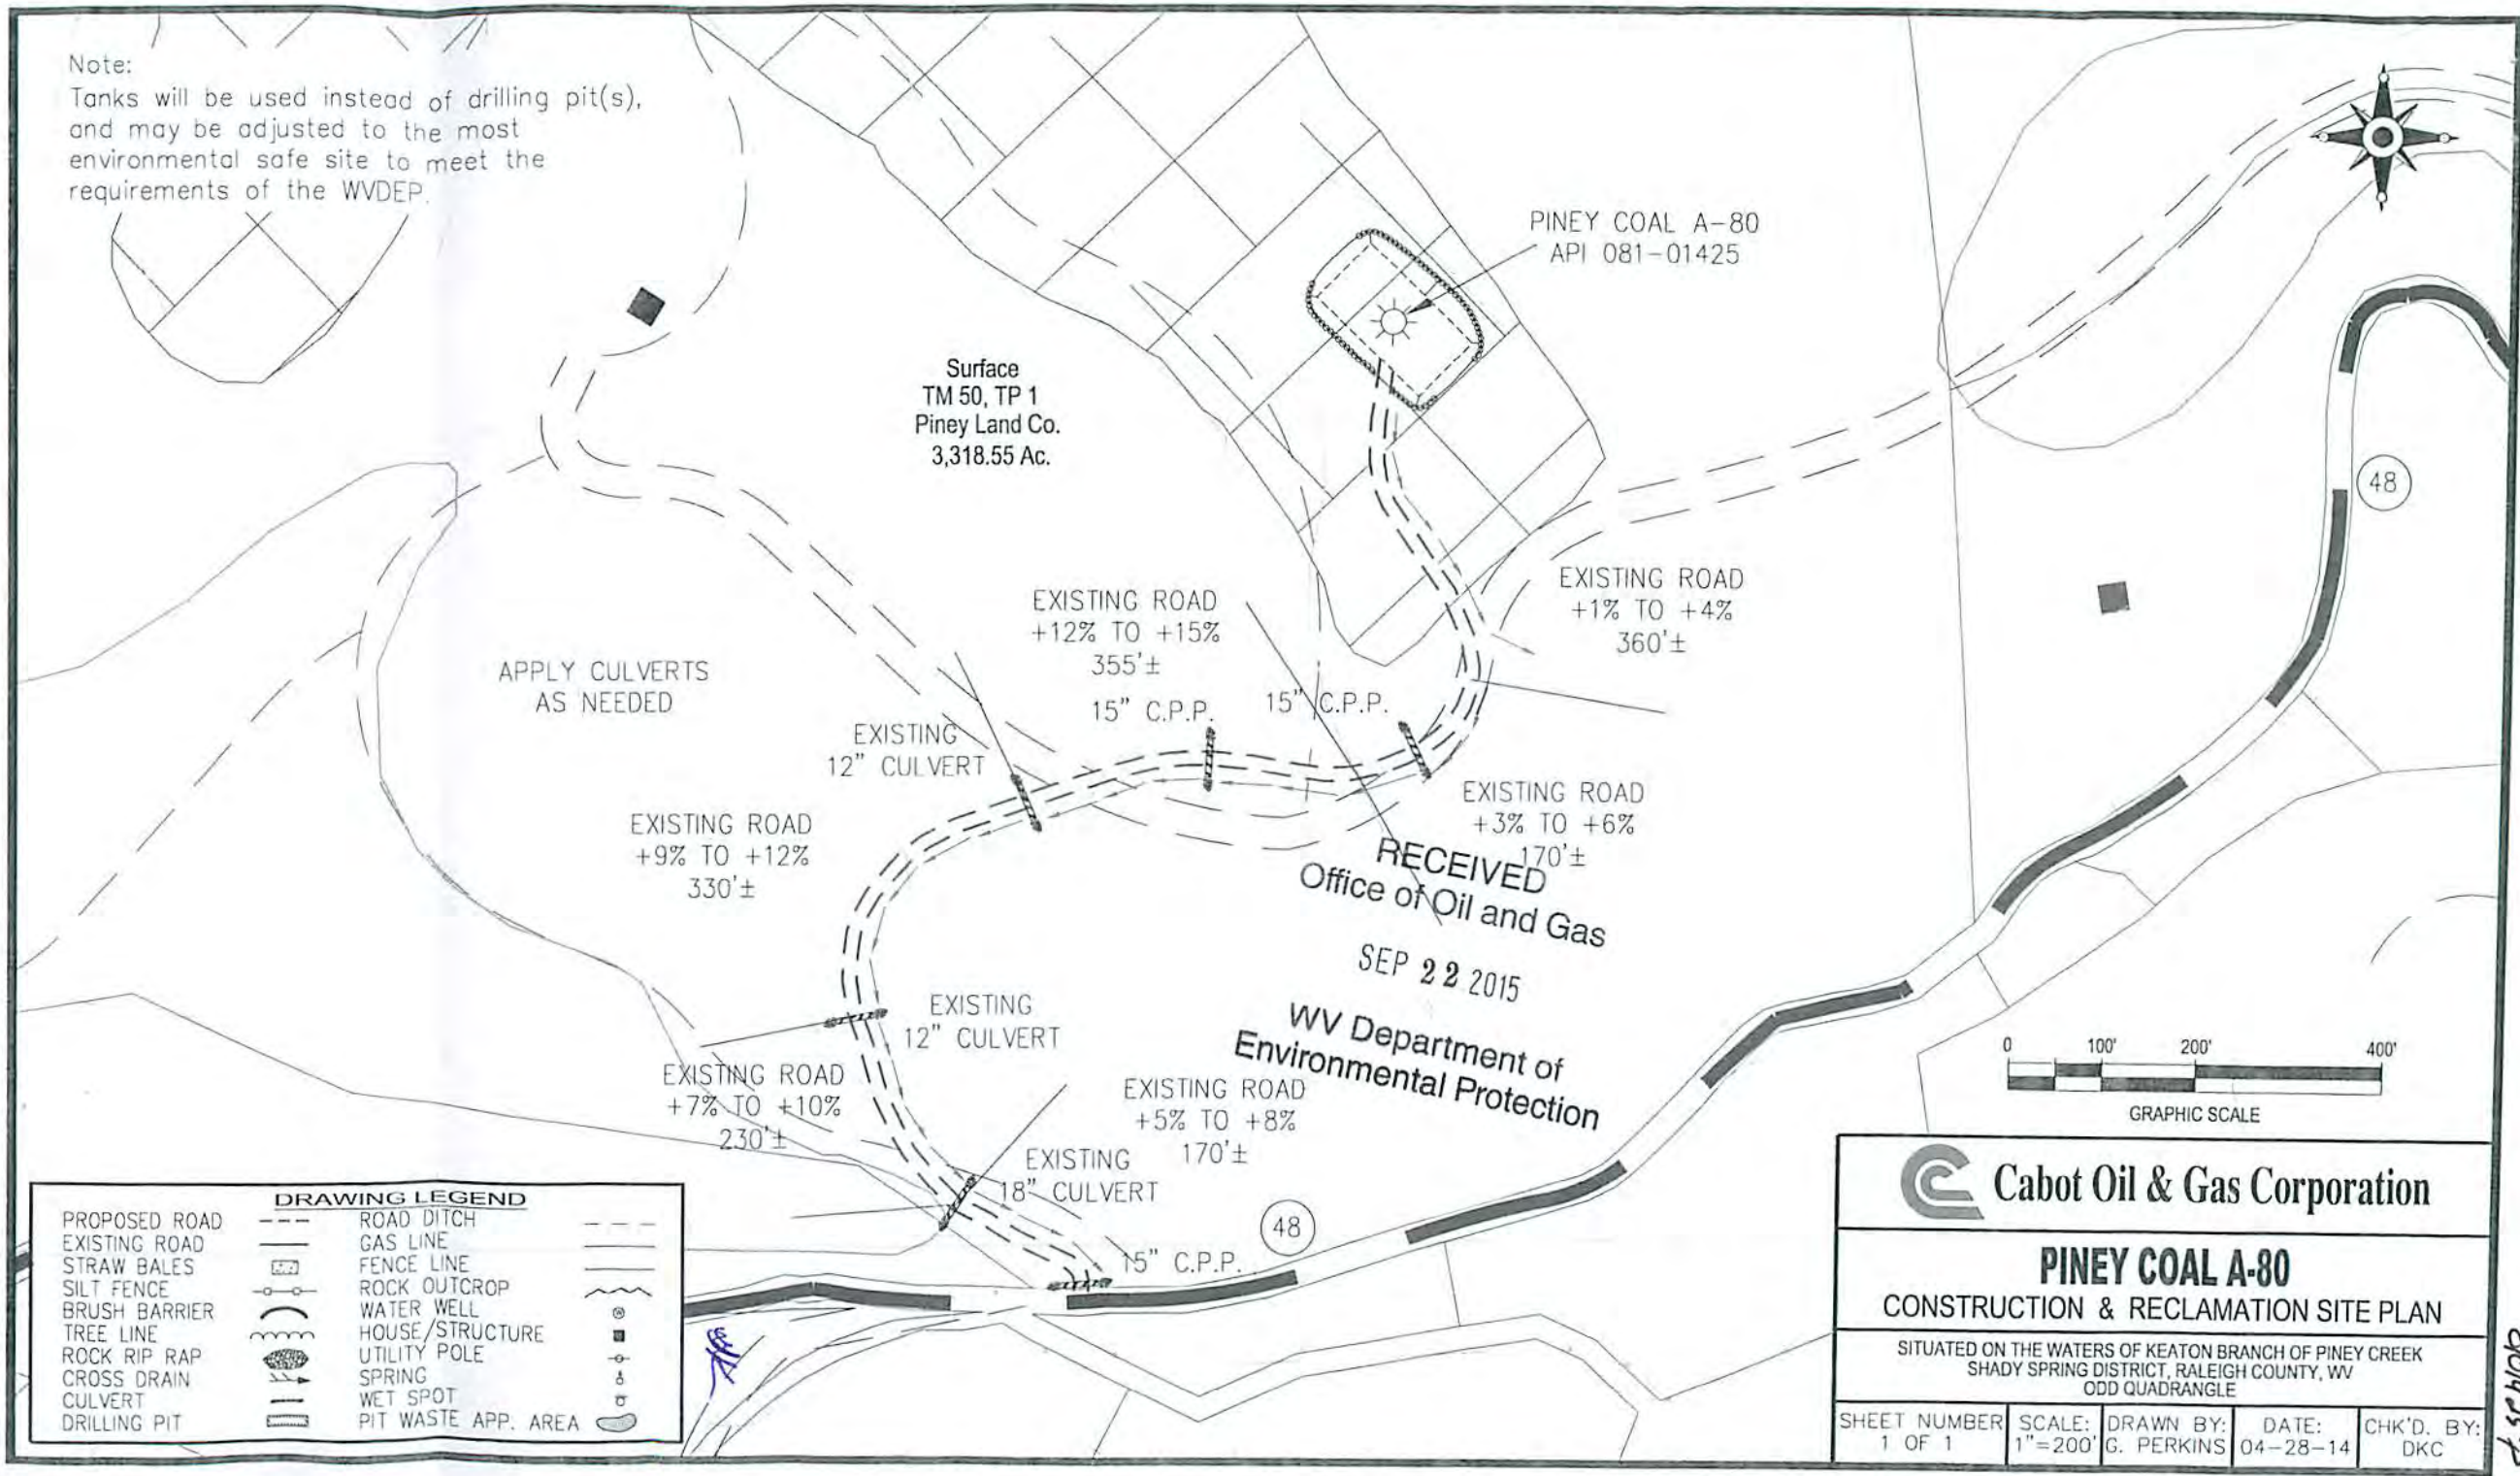 Note:
Tanks will be used instead of drilling pit(s),
and may be adjusted to the most
environmental safe site to meet the
requirements of the WVDEP.
PINEY COAL A-80
API 081-01425
Surface
TM 50, TP 1
Piney Land Co.
3,318.55 Ac.
48
EXISTING ROAD
+1% TO +4%
360'±
EXISTING ROAD
+12% TO +15%
355'±
15" C.P.P.
15" C.P.P.
APPLY CULVERTS
AS NEEDED
EXISTING
12" CULVERT
EXISTING ROAD
+3% TO +6%
170'±
EXISTING ROAD
+9% TO +12%
330'±
RECEIVED
Office of Oil and Gas
SEP 22 2015
WV Department of
Environmental Protection
EXISTING
12" CULVERT
EXISTING ROAD
+7% TO +10%
230'±
EXISTING ROAD
+5% TO +8%
170'±
EXISTING
18" CULVERT
15" C.P.P.
48
0 100' 200' 400'
GRAPHIC SCALE
DRAWING LEGEND
PROPOSED ROAD
EXISTING ROAD
STRAW BALES
SILT FENCE
BRUSH BARRIER
TREE LINE
ROCK RIP RAP
CROSS DRAIN
CULVERT
DRILLING PIT
ROAD DITCH
GAS LINE
FENCE LINE
ROCK OUTCROP
WATER WELL
HOUSE/STRUCTURE
UTILITY POLE
SPRING
WET SPOT
PIT WASTE APP. AREA
Cabot Oil & Gas Corporation
PINEY COAL A-80
CONSTRUCTION & RECLAMATION SITE PLAN
SITUATED ON THE WATERS OF KEATON BRANCH OF PINEY CREEK
SHADY SPRING DISTRICT, RALEIGH COUNTY, WV
ODD QUADRANGLE
SHEET NUMBER
1 OF 1
SCALE:
1"=200'
DRAWN BY:
G. PERKINS
DATE:
04-28-14
CHK'D. BY:
DKC